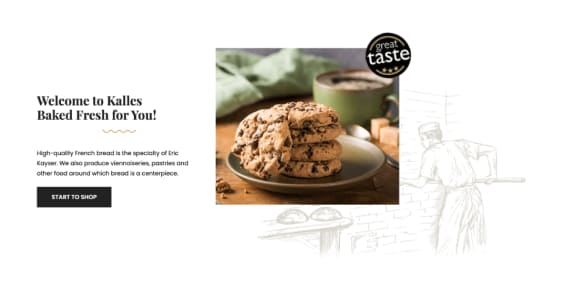 great
taste
Welcome to Kalles
Baked Fresh for You!
High-quality French bread is the specialty of Eric
Kayser. We also produce viennoiseries, pastries and
other food around which bread is a centerpiece.
START TO SHOP